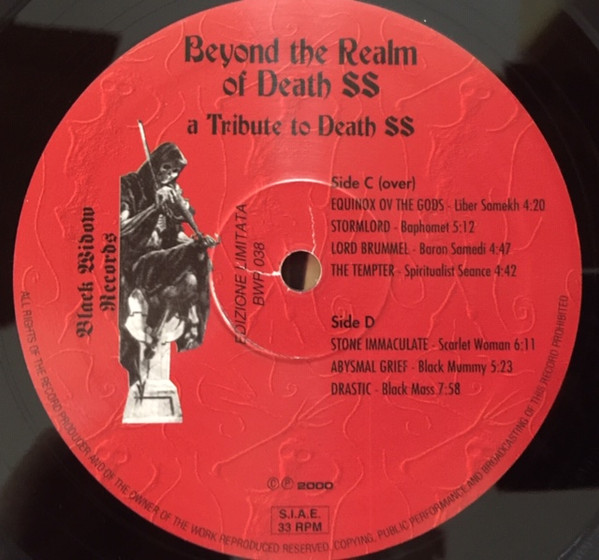 Beyond the Realm
of Death $$
a Tribute to Death $$
Black Widow
Records
EDIZIONE LIMITATA
BWR 038
Side C (over)
EQUINOX OV THE GODS - Liber Samekh 4:20
STORMLORD - Baphomet 5:12
LORD BRUMMEL - Baron Samedi 4:47
THE TEMPTER - Spiritualist Seance 4:42
Side D
STONE IMMACULATE - Scarlet Woman 6:11
ABYSMAL GRIEF - Black Mummy 5:23
DRASTIC - Black Mass 7:58
© ℗ 2000
S.I.A.E.
33 RPM
ALL RIGHTS OF THE RECORD PRODUCER AND OF THE OWNER OF THE WORK REPRODUCED RESERVED. COPYING, PUBLIC PERFORMANCE AND BROADCASTING OF THIS RECORD PROHIBITED